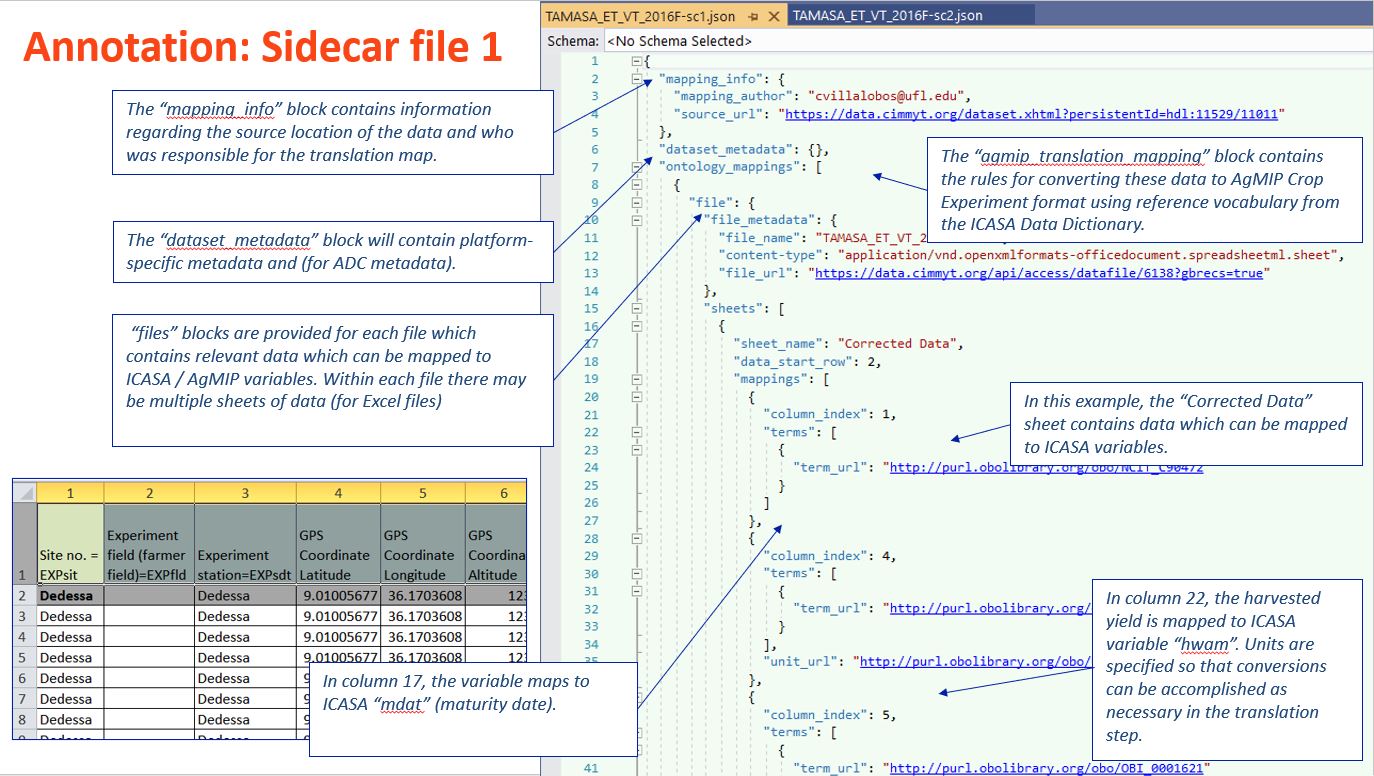 Annotation: Sidecar file 1
The “mapping_info” block contains information
regarding the source location of the data and who
was responsible for the translation map.
The “dataset_metadata” block will contain platform-
specific metadata and (for ADC metadata).
“files” blocks are provided for each file which
contains relevant data which can be mapped to
ICASA / AgMIP variables. Within each file there may
be multiple sheets of data (for Excel files)
1 2 3 4 5 6
1 Site no. = EXPsit Experiment field (farmer field)=EXPfld Experiment station=EXPsdt GPS Coordinate Latitude GPS Coordinate Longitude GPS Coordina Altitude
2 Dedessa Dedessa 9.01005677 36.1703608 12
3 Dedessa Dedessa 9.01005677 36.1703608 12
4 Dedessa Dedessa 9.01005677 36.1703608 12
5 Dedessa Dedessa 9.01005677 36.1703608 12
6 Dedessa Dedessa 9
7 Dedessa Dedessa 9
8 Dedessa Dedessa 9
In column 17, the variable maps to
ICASA “mdat” (maturity date).
TAMASA_ET_VT_2016F-sc1.json TAMASA_ET_VT_2016F-sc2.json
Schema: <No Schema Selected>
1 {
2 "mapping_info": {
3 "mapping_author": "cvillalobos@ufl.edu",
4 "source_url": "https://data.cimmyt.org/dataset.xhtml?persistentId=hdl:11529/11011"
5 },
6 "dataset_metadata": {},
7 "ontology_mappings": [
8 {
9 "file": {
10 "file_metadata": {
11 "file_name": "TAMASA_ET_VT_2
12 "content-type": "application/vnd.openxmlformats-officedocument.spreadsheetml.sheet",
13 "file_url": "https://data.cimmyt.org/api/access/datafile/6138?gbrecs=true"
14 },
15 "sheets": [
16 {
17 "sheet_name": "Corrected Data",
18 "data_start_row": 2,
19 "mappings": [
20 {
21 "column_index": 1,
22 "terms": [
23 {
24 "term_url": "http://purl.obolibrary.org/obo/NCIT_C90472
25 }
26 ]
27 },
28 {
29 "column_index": 4,
30 "terms": [
31 {
32 "term_url": "http://purl.obolibrary.org/
33 }
34 ],
35 "unit_url": "http://purl.obolibrary.org/obo/
},
{
"column_index": 5,
"terms": [
{
41 "term_url": "http://purl.obolibrary.org/obo/OBI_0001621"
The “agmip_translation_mapping” block contains
the rules for converting these data to AgMIP Crop
Experiment format using reference vocabulary from
the ICASA Data Dictionary.
In this example, the “Corrected Data”
sheet contains data which can be mapped
to ICASA variables.
In column 22, the harvested
yield is mapped to ICASA
variable “hwam”. Units are
specified so that conversions
can be accomplished as
necessary in the translation
step.